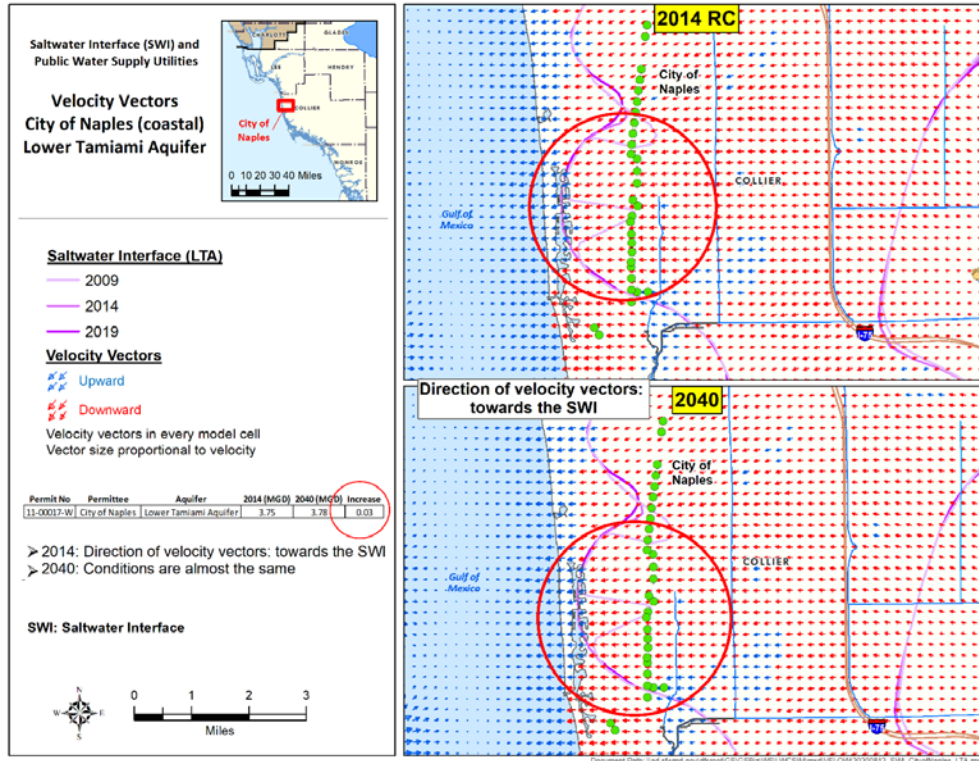 Saltwater Interface (SWI) and
Public Water Supply Utilities
Velocity Vectors
City of Naples (coastal)
Lower Tamiami Aquifer
CHARLOTT
GLADES
LEE
HENDRY
COLLIER
City of
Naples
MONROE
0 10 20 30 40 Miles
Saltwater Interface (LTA)
2009
2014
2019
Velocity Vectors
Upward
Downward
Velocity vectors in every model cell
Vector size proportional to velocity
Permit No Permittee Aquifer 2014 (MGD) 2040 (MGD) Increase
11-00017-W City of Naples Lower Tamiami Aquifer 3.75 3.78 0.03
➢ 2014: Direction of velocity vectors: towards the SWI
➢ 2040: Conditions are almost the same
SWI: Saltwater Interface
N
W E
S
0 1 2 3
Miles
2014 RC
City of
Naples
COLLIER
Gulf of
Mexico
Direction of velocity vectors:
towards the SWI
2040
City of
Naples
COLLIER
Gulf of
Mexico